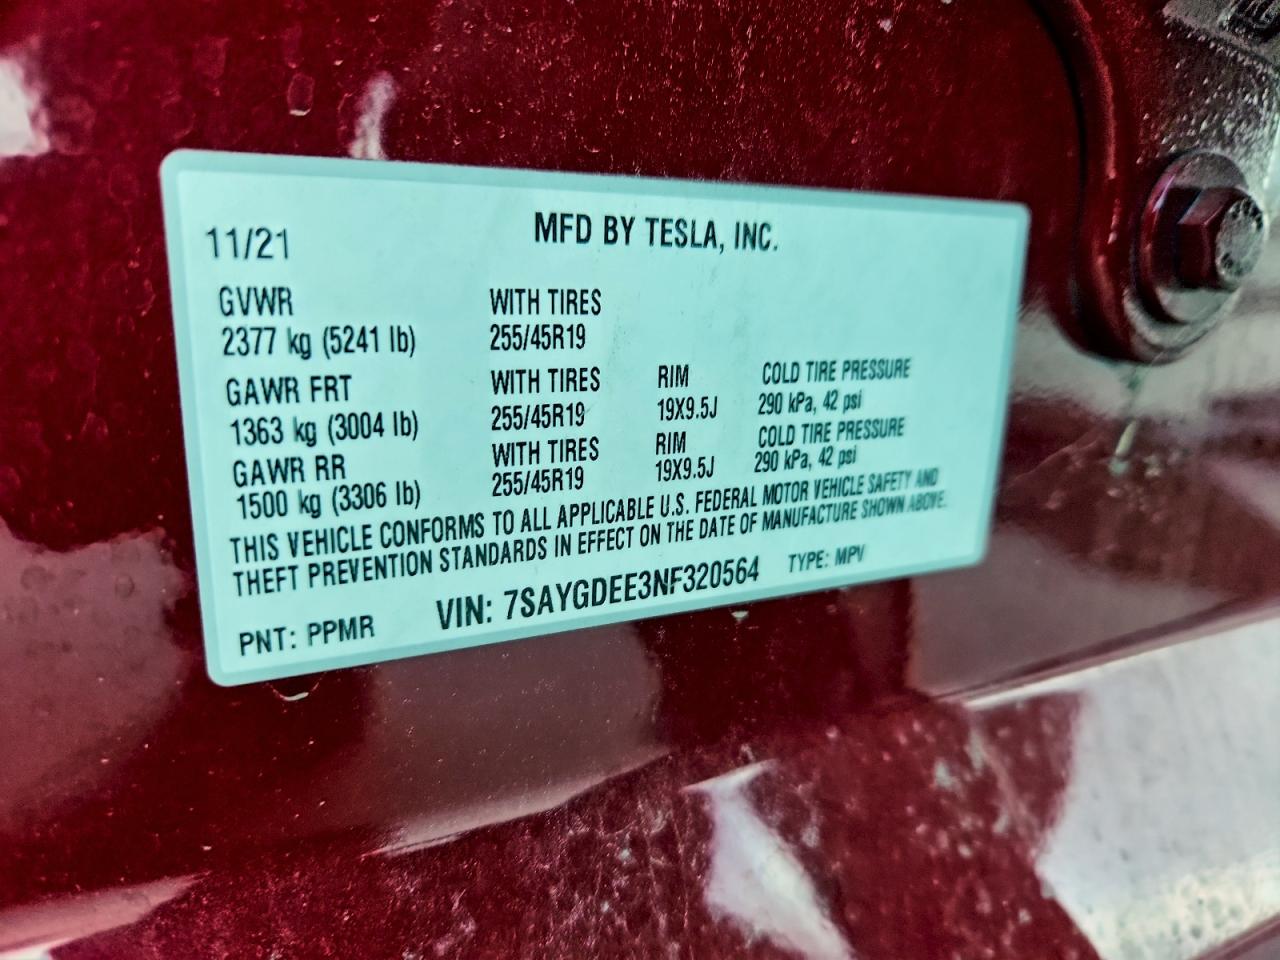 MFD BY TESLA, INC.
11/21
GVWR WITH TIRES
2377 kg (5241 lb) 255/45R19
GAWR FRT WITH TIRES RIM COLD TIRE PRESSURE
1363 kg (3004 lb) 255/45R19 19X9.5J 290 kPa, 42 psi
GAWR RR WITH TIRES RIM COLD TIRE PRESSURE
1500 kg (3306 lb) 255/45R19 19X9.5J 290 kPa, 42 psi
THIS VEHICLE CONFORMS TO ALL APPLICABLE U.S. FEDERAL MOTOR VEHICLE SAFETY AND
THEFT PREVENTION STANDARDS IN EFFECT ON THE DATE OF MANUFACTURE SHOWN ABOVE.
PNT: PPMR VIN: 7SAYGDEE3NF320564 TYPE: MPV